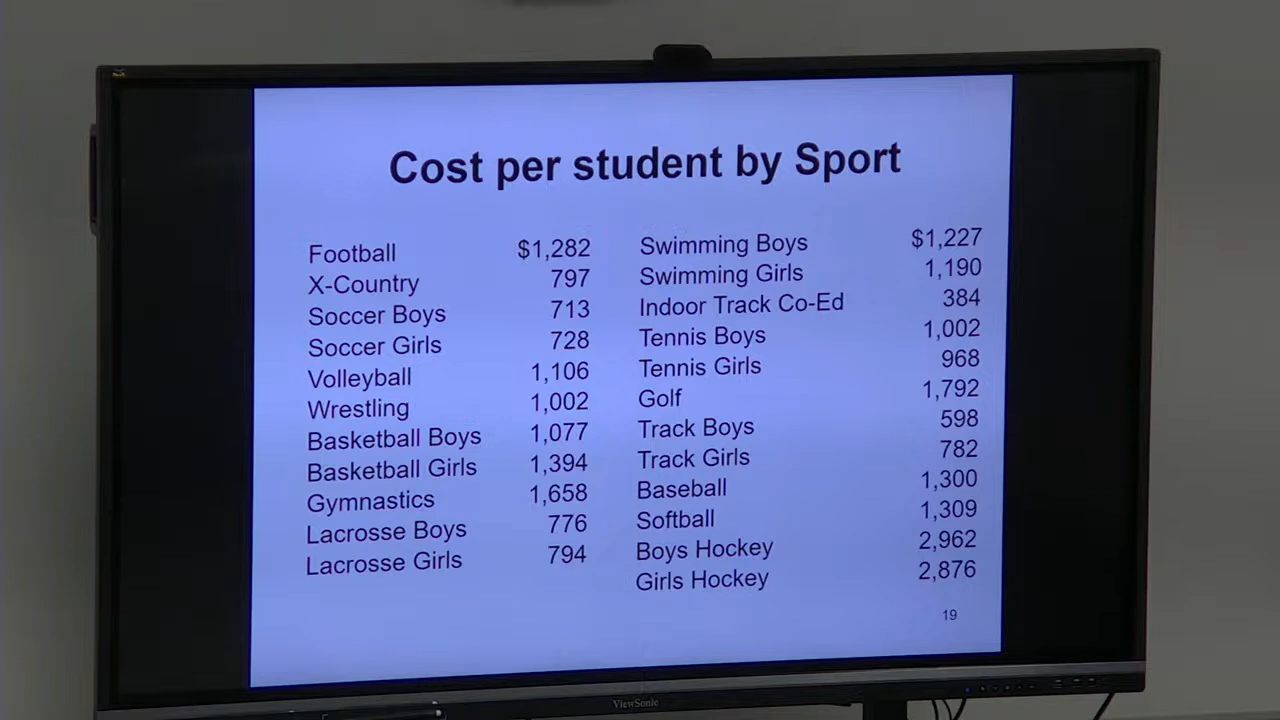 Cost per student by Sport
Football $1,282
X-Country 797
Soccer Boys 713
Soccer Girls 728
Volleyball 1,106
Wrestling 1,002
Basketball Boys 1,077
Basketball Girls 1,394
Gymnastics 1,658
Lacrosse Boys 776
Lacrosse Girls 794
Swimming Boys $1,227
Swimming Girls 1,190
Indoor Track Co-Ed 384
Tennis Boys 1,002
Tennis Girls 968
Golf 1,792
Track Boys 598
Track Girls 782
Baseball 1,300
Softball 1,309
Boys Hockey 2,962
Girls Hockey 2,876
19
ViewSonic